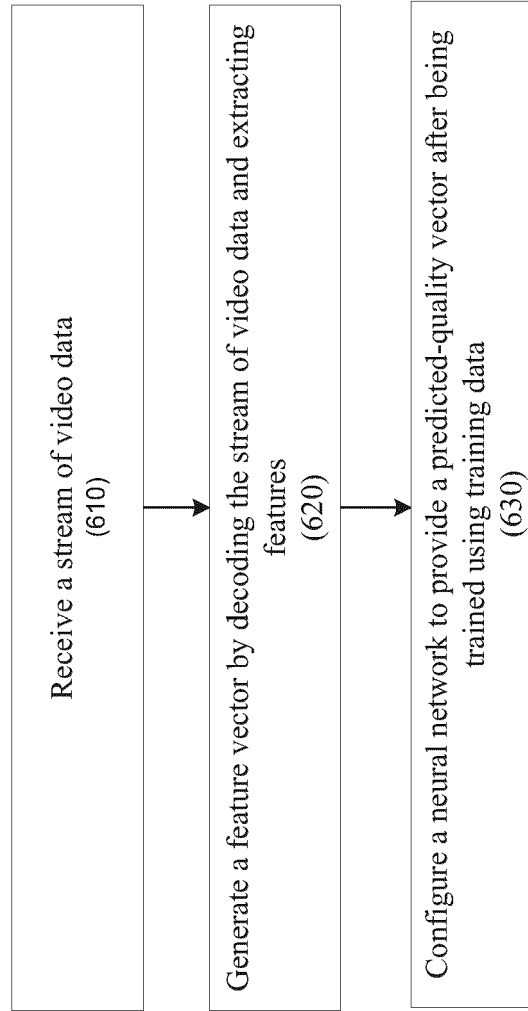 Receive a stream of video data
(610)
Generate a feature vector by decoding the stream of video data and extracting
features
(620)
Configure a neural network to provide a predicted-quality vector after being
trained using training data
(630)